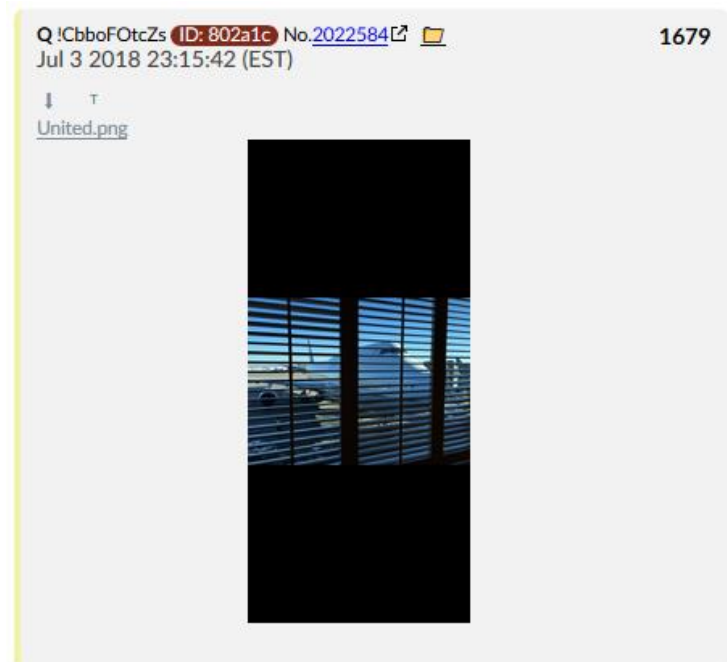 Q !CbboFOtcZs ID: 802a1c No.2022584 1679
Jul 3 2018 23:15:42 (EST)
T
United.png